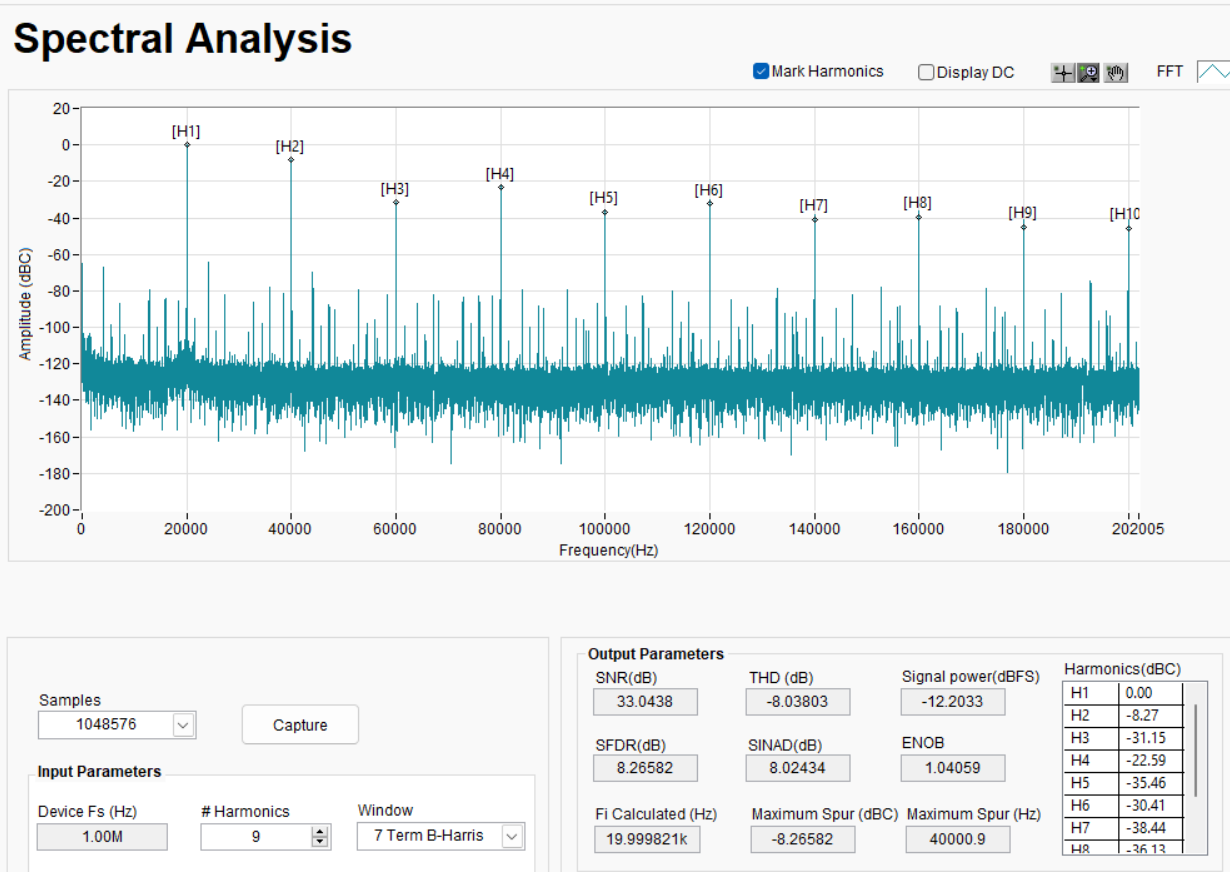 Spectral Analysis
Mark Harmonics Display DC FFT
20
0
-20
-40
-60
-80
-100
-120
-140
-160
-180
-200
Amplitude (dBC)
[H1] [H2] [H3] [H4] [H5] [H6] [H7] [H8] [H9] [H10
0 20000 40000 60000 80000 100000 120000 140000 160000 180000 202005
Frequency(Hz)
Samples
1048576
Capture
Input Parameters
Device Fs (Hz) # Harmonics Window
1.00M 9 7 Term B-Harris
Output Parameters
SNR(dB) THD (dB) Signal power(dBFS)
33.0438 -8.03803 -12.2033
SFDR(dB) SINAD(dB) ENOB
8.26582 8.02434 1.04059
Fi Calculated (Hz) Maximum Spur (dBC) Maximum Spur (Hz)
19.999821k -8.26582 40000.9
Harmonics(dBC)
H1 0.00
H2 -8.27
H3 -31.15
H4 -22.59
H5 -35.46
H6 -30.41
H7 -38.44
H8 -36.13